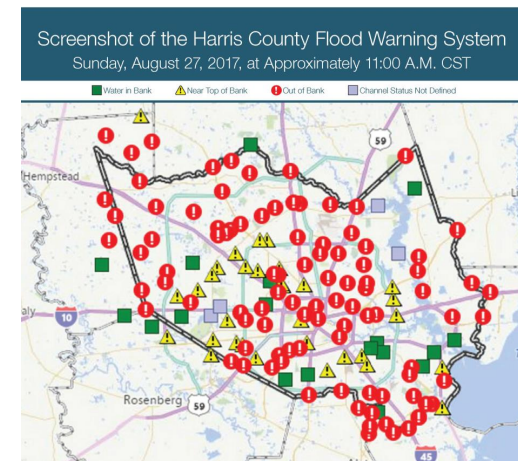 Screenshot of the Harris County Flood Warning System
Sunday, August 27, 2017, at Approximately 11:00 A.M. CST
Water in Bank
Near Top of Bank
Out of Bank
Channel Status Not Defined
59
Hempstead
10
Rosenberg
59
45